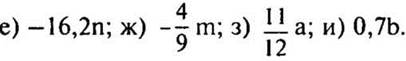 е) −16,2n; ж) −4/9 m; з) 11/12 a; и) 0,7b.